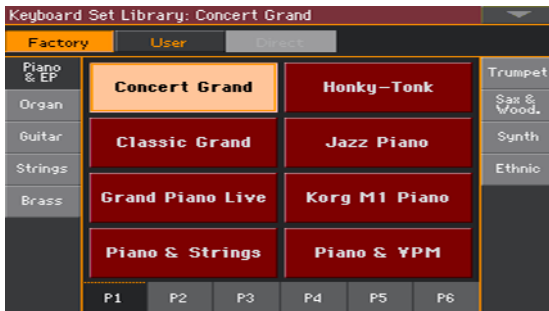 Keyboard Set Library: Concert Grand
Factory User Direct
Piano
& EP
Organ
Guitar
Strings
Brass
Concert Grand
Honky-Tonk
Classic Grand
Jazz Piano
Grand Piano Live
Korg M1 Piano
Piano & Strings
Piano & ¥PM
Trumpet
Sax &
Wood.
Synth
Ethnic
P1 P2 P3 P4 P5 P6